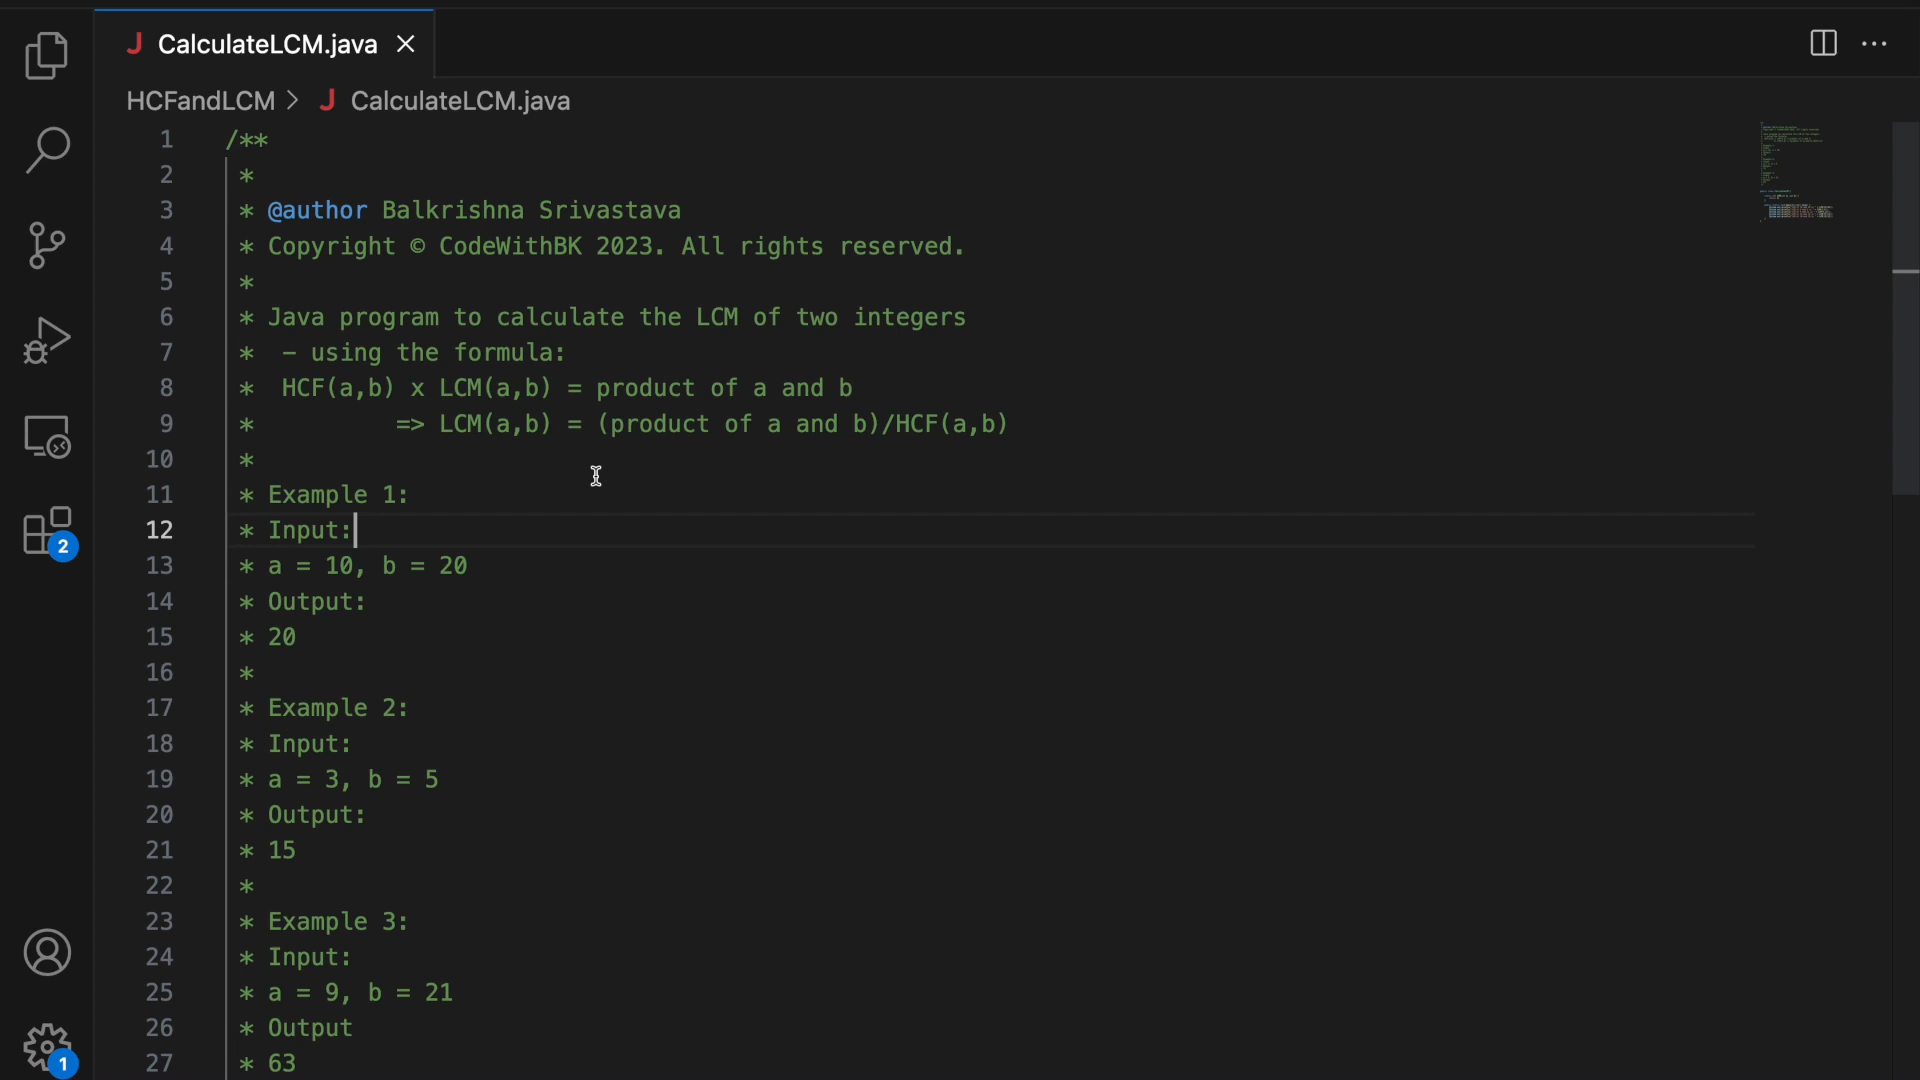 CalculateLCM.java
HCFandLCM > CalculateLCM.java
1 /**
2 *
3 * @author Balkrishna Srivastava
4 * Copyright © CodeWithBK 2023. All rights reserved.
5 *
6 * Java program to calculate the LCM of two integers
7 * - using the formula:
8 * HCF(a,b) x LCM(a,b) = product of a and b
9 * => LCM(a,b) = (product of a and b)/HCF(a,b)
10 *
11 * Example 1:
12 * Input:
13 * a = 10, b = 20
14 * Output:
15 * 20
16 *
17 * Example 2:
18 * Input:
19 * a = 3, b = 5
20 * Output:
21 * 15
22 *
23 * Example 3:
24 * Input:
25 * a = 9, b = 21
26 * Output
27 * 63
2
1